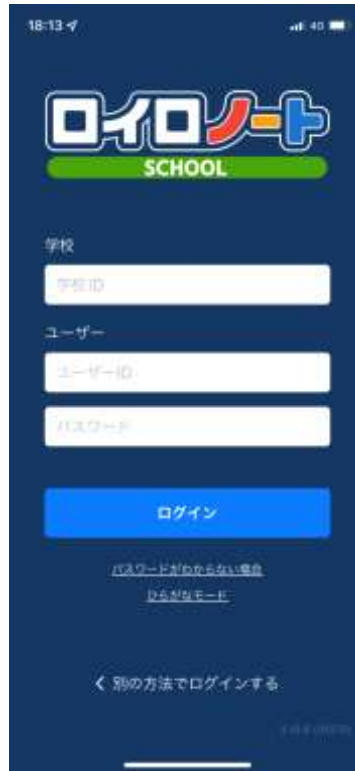 18:13
4G
ロイロノート
SCHOOL
学校
学校 ID
ユーザー
ユーザーID
パスワード
ログイン
パスワードがわからない場合
ひらがなモード
別の方法でログインする